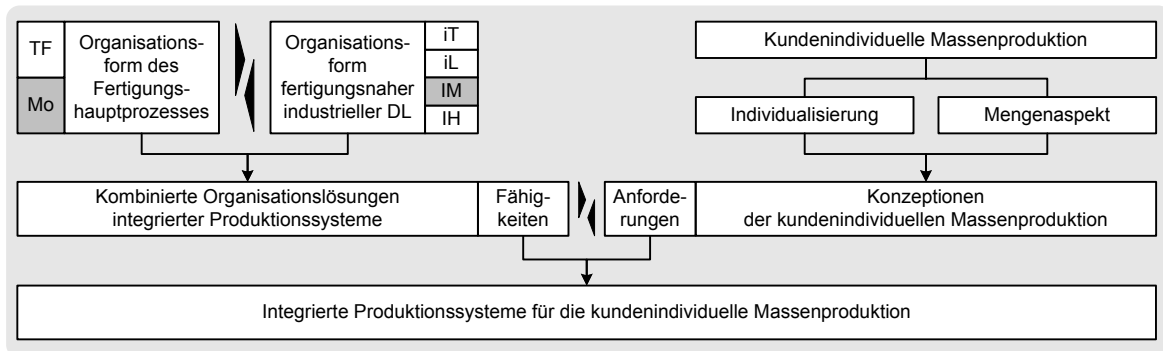 TF
Mo
Organisations-
form des
Fertigungs-
hauptprozesses
Organisations-
form
fertigungsnaher
industrieller DL
iT
iL
IM
IH
Kundenindividuelle Massenproduktion
Individualisierung
Mengenaspekt
Kombinierte Organisationslösungen
integrierter Produktionssysteme
Fähig-
keiten
Anforde-
rungen
Konzeptionen
der kundenindividuellen Massenproduktion
Integrierte Produktionssysteme für die kundenindividuelle Massenproduktion